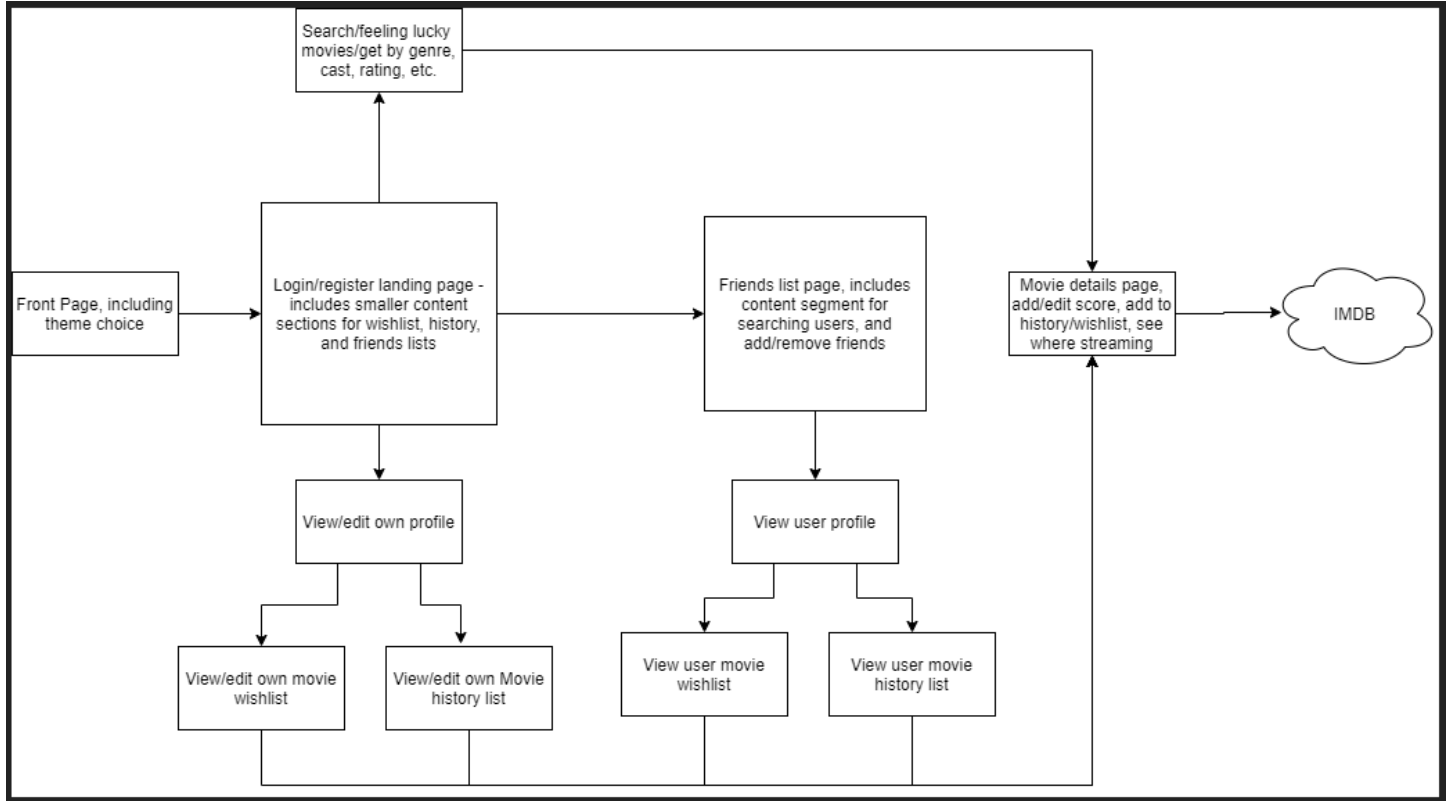 Search/feeling lucky
movies/get by genre,
cast, rating, etc.
Front Page, including
theme choice
Login/register landing page -
includes smaller content
sections for wishlist, history,
and friends lists
Friends list page, includes
content segment for
searching users, and
add/remove friends
Movie details page,
add/edit score, add to
history/wishlist, see
where streaming
IMDB
View/edit own profile
View user profile
View/edit own movie
wishlist
View/edit own Movie
history list
View user movie
wishlist
View user movie
history list